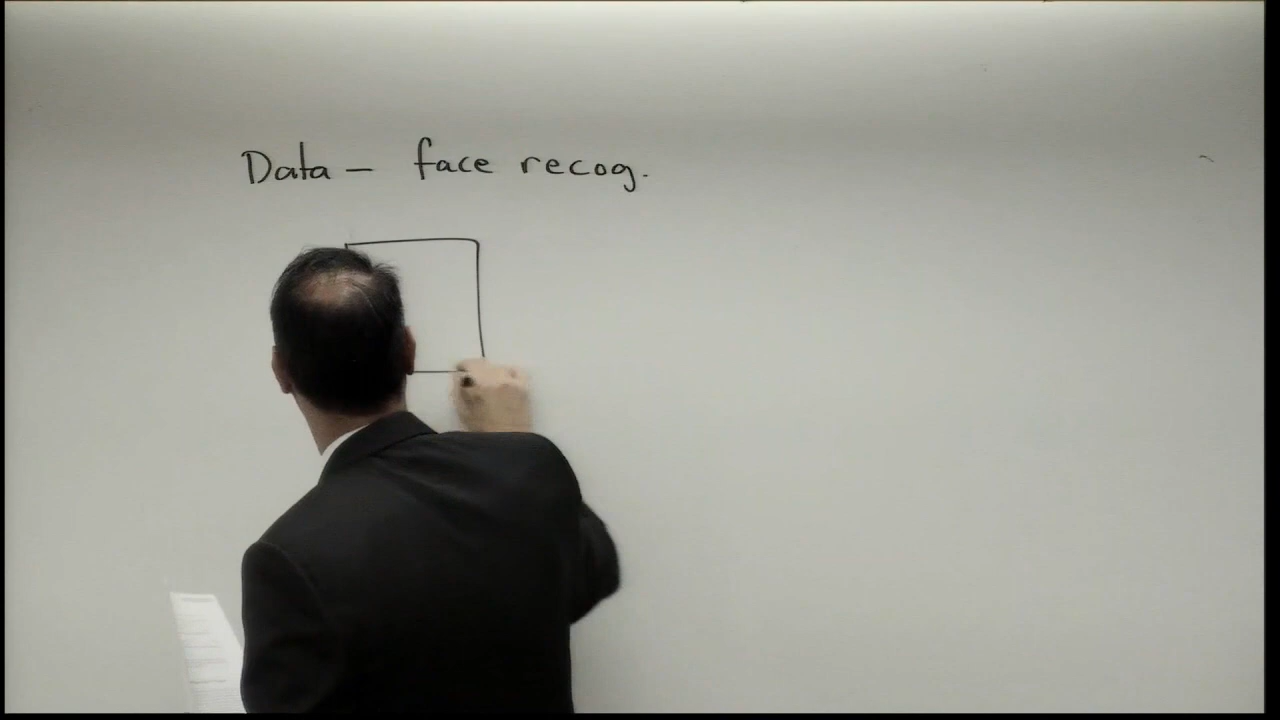 Data — face recog.